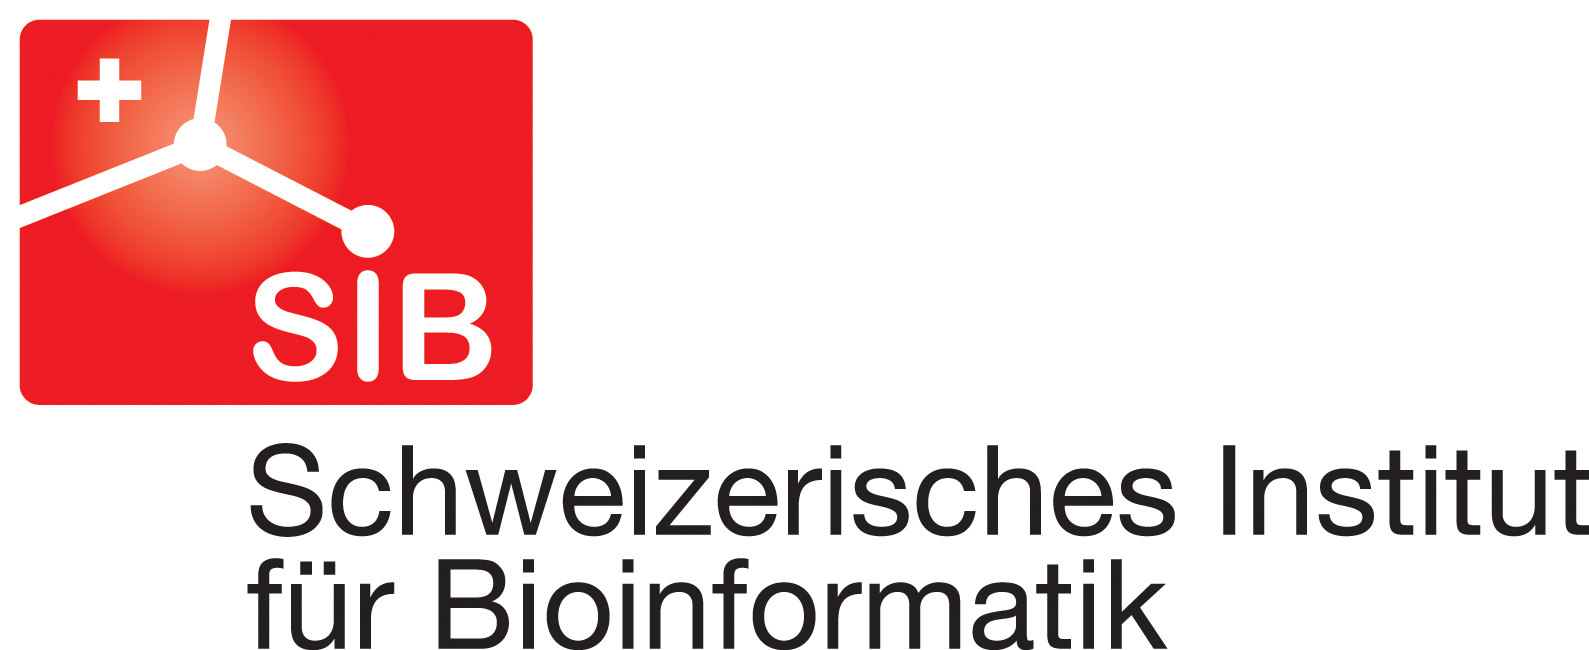 SIB
Schweizerisches Institut
für Bioinformatik